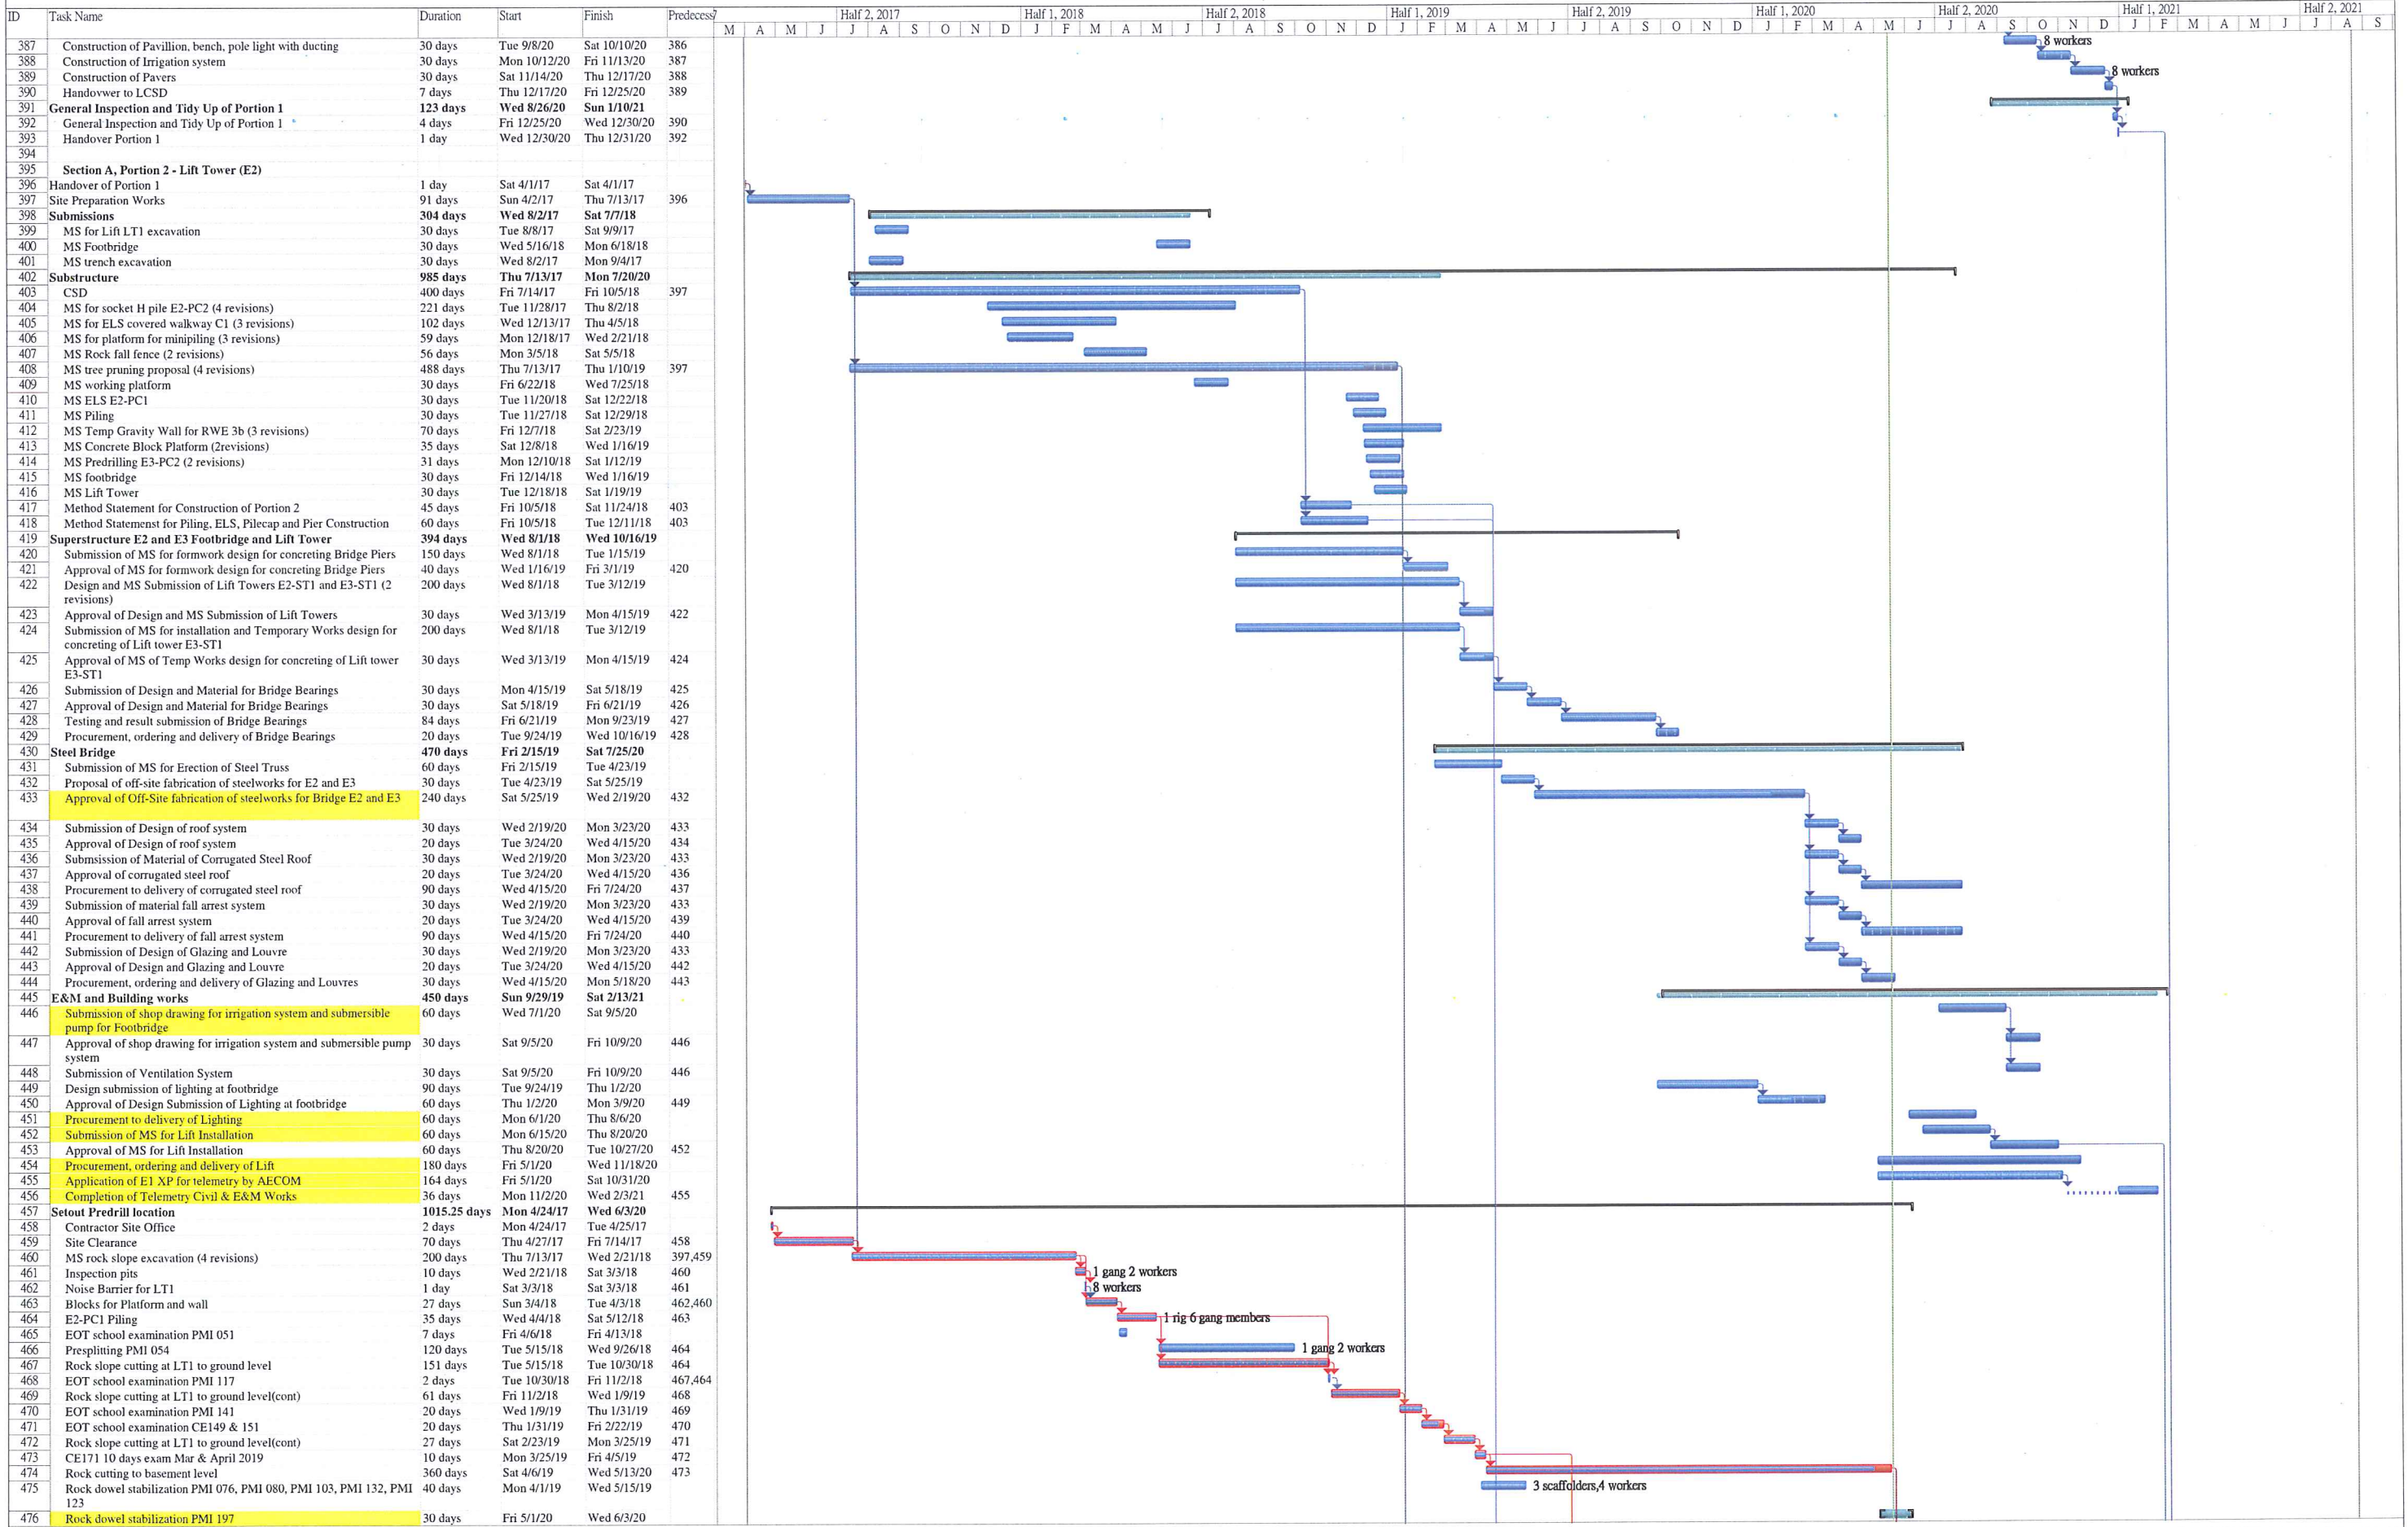 ID Task Name Duration Start Finish Predecess
Half 2, 2017 Half 1, 2018 Half 2, 2018 Half 1, 2019 Half 2, 2019 Half 1, 2020 Half 2, 2020 Half 1, 2021 Half 2, 2021
M A M J J A S O N D J F M A M J J A S O N D J F M A M J J A S O N D J F M A M J J A S O N D J F M A M J J A S
387 Construction of Pavillion, bench, pole light with ducting 30 days Tue 9/8/20 Sat 10/10/20 386 8 workers
388 Construction of Irrigation system 30 days Mon 10/12/20 Fri 11/13/20 387
389 Construction of Pavers 30 days Sat 11/14/20 Thu 12/17/20 388 8 workers
390 Handovwer to LCSD 7 days Thu 12/17/20 Fri 12/25/20 389
391 General Inspection and Tidy Up of Portion 1 123 days Wed 8/26/20 Sun 1/10/21
392 General Inspection and Tidy Up of Portion 1 4 days Fri 12/25/20 Wed 12/30/20 390
393 Handover Portion 1 1 day Wed 12/30/20 Thu 12/31/20 392
394
395 Section A, Portion 2 - Lift Tower (E2)
396 Handover of Portion 1 1 day Sat 4/1/17 Sat 4/1/17
397 Site Preparation Works 91 days Sun 4/2/17 Thu 7/13/17 396
398 Submissions 304 days Wed 8/2/17 Sat 7/7/18
399 MS for Lift LT1 excavation 30 days Tue 8/8/17 Sat 9/9/17
400 MS Footbridge 30 days Wed 5/16/18 Mon 6/18/18
401 MS trench excavation 30 days Wed 8/2/17 Mon 9/4/17
402 Substructure 985 days Thu 7/13/17 Mon 7/20/20
403 CSD 400 days Fri 7/14/17 Fri 10/5/18 397
404 MS for socket H pile E2-PC2 (4 revisions) 221 days Tue 11/28/17 Thu 8/2/18
405 MS for ELS covered walkway C1 (3 revisions) 102 days Wed 12/13/17 Thu 4/5/18
406 MS for platform for minipiling (3 revisions) 59 days Mon 12/18/17 Wed 2/21/18
407 MS Rock fall fence (2 revisions) 56 days Mon 3/5/18 Sat 5/5/18
408 MS tree pruning proposal (4 revisions) 488 days Thu 7/13/17 Thu 1/10/19 397
409 MS working platform 30 days Fri 6/22/18 Wed 7/25/18
410 MS ELS E2-PC1 30 days Tue 11/20/18 Sat 12/22/18
411 MS Piling 30 days Tue 11/27/18 Sat 12/29/18
412 MS Temp Gravity Wall for RWE 3b (3 revisions) 70 days Fri 12/7/18 Sat 2/23/19
413 MS Concrete Block Platform (2revisions) 35 days Sat 12/8/18 Wed 1/16/19
414 MS Predrilling E3-PC2 (2 revisions) 31 days Mon 12/10/18 Sat 1/12/19
415 MS footbridge 30 days Fri 12/14/18 Wed 1/16/19
416 MS Lift Tower 30 days Tue 12/18/18 Sat 1/19/19
417 Method Statement for Construction of Portion 2 45 days Fri 10/5/18 Sat 11/24/18 403
418 Method Statemenst for Piling, ELS, Pilecap and Pier Construction 60 days Fri 10/5/18 Tue 12/11/18 403
419 Superstructure E2 and E3 Footbridge and Lift Tower 394 days Wed 8/1/18 Wed 10/16/19
420 Submission of MS for formwork design for concreting Bridge Piers 150 days Wed 8/1/18 Tue 1/15/19
421 Approval of MS for formwork design for concreting Bridge Piers 40 days Wed 1/16/19 Fri 3/1/19 420
422 Design and MS Submission of Lift Towers E2-ST1 and E3-ST1 (2 200 days Wed 8/1/18 Tue 3/12/19
revisions)
423 Approval of Design and MS Submission of Lift Towers 30 days Wed 3/13/19 Mon 4/15/19 422
424 Submission of MS for installation and Temporary Works design for 200 days Wed 8/1/18 Tue 3/12/19
concreting of Lift tower E3-ST1
425 Approval of MS of Temp Works design for concreting of Lift tower 30 days Wed 3/13/19 Mon 4/15/19 424
E3-ST1
426 Submission of Design and Material for Bridge Bearings 30 days Mon 4/15/19 Sat 5/18/19 425
427 Approval of Design and Material for Bridge Bearings 30 days Sat 5/18/19 Fri 6/21/19 426
428 Testing and result submission of Bridge Bearings 84 days Fri 6/21/19 Mon 9/23/19 427
429 Procurement, ordering and delivery of Bridge Bearings 20 days Tue 9/24/19 Wed 10/16/19 428
430 Steel Bridge 470 days Fri 2/15/19 Sat 7/25/20
431 Submission of MS for Erection of Steel Truss 60 days Fri 2/15/19 Tue 4/23/19
432 Proposal of off-site fabrication of steelworks for E2 and E3 30 days Tue 4/23/19 Sat 5/25/19
433 Approval of Off-Site fabrication of steelworks for Bridge E2 and E3 240 days Sat 5/25/19 Wed 2/19/20 432
434 Submission of Design of roof system 30 days Wed 2/19/20 Mon 3/23/20 433
435 Approval of Design of roof system 20 days Tue 3/24/20 Wed 4/15/20 434
436 Submsission of Material of Corrugated Steel Roof 30 days Wed 2/19/20 Mon 3/23/20 433
437 Approval of corrugated steel roof 20 days Tue 3/24/20 Wed 4/15/20 436
438 Procurement to delivery of corrugated steel roof 90 days Wed 4/15/20 Fri 7/24/20 437
439 Submission of material fall arrest system 30 days Wed 2/19/20 Mon 3/23/20 433
440 Approval of fall arrest system 20 days Tue 3/24/20 Wed 4/15/20 439
441 Procurement to delivery of fall arrest system 90 days Wed 4/15/20 Fri 7/24/20 440
442 Submission of Design of Glazing and Louvre 30 days Wed 2/19/20 Mon 3/23/20 433
443 Approval of Design and Glazing and Louvre 20 days Tue 3/24/20 Wed 4/15/20 442
444 Procurement, ordering and delivery of Glazing and Louvres 30 days Wed 4/15/20 Mon 5/18/20 443
445 E&M and Building works 450 days Sun 9/29/19 Sat 2/13/21
446 Submission of shop drawing for irrigation system and submersible 60 days Wed 7/1/20 Sat 9/5/20
pump for Footbridge
447 Approval of shop drawing for irrigation system and submersible pump 30 days Sat 9/5/20 Fri 10/9/20 446
system
448 Submission of Ventilation System 30 days Sat 9/5/20 Fri 10/9/20 446
449 Design submission of lighting at footbridge 90 days Tue 9/24/19 Thu 1/2/20
450 Approval of Design Submission of Lighting at footbridge 60 days Thu 1/2/20 Mon 3/9/20 449
451 Procurement to delivery of Lighting 60 days Mon 6/1/20 Thu 8/6/20
452 Submission of MS for Lift Installation 60 days Mon 6/15/20 Thu 8/20/20
453 Approval of MS for Lift Installation 60 days Thu 8/20/20 Tue 10/27/20 452
454 Procurement, ordering and delivery of Lift 180 days Fri 5/1/20 Wed 11/18/20
455 Application of E1 XP for telemetry by AECOM 164 days Fri 5/1/20 Sat 10/31/20
456 Completion of Telemetry Civil & E&M Works 36 days Mon 11/2/20 Wed 2/3/21 455
457 Setout Predrill location 1015.25 days Mon 4/24/17 Wed 6/3/20
458 Contractor Site Office 2 days Mon 4/24/17 Tue 4/25/17
459 Site Clearance 70 days Thu 4/27/17 Fri 7/14/17 458
460 MS rock slope excavation (4 revisions) 200 days Thu 7/13/17 Wed 2/21/18 397,459
461 Inspection pits 10 days Wed 2/21/18 Sat 3/3/18 460 1 gang 2 workers
462 Noise Barrier for LT1 1 day Sat 3/3/18 Sat 3/3/18 461 8 workers
463 Blocks for Platform and wall 27 days Sun 3/4/18 Tue 4/3/18 462,460
464 E2-PC1 Piling 35 days Wed 4/4/18 Sat 5/12/18 463 1 rig 6 gang members
465 EOT school examination PMI 051 7 days Fri 4/6/18 Fri 4/13/18
466 Presplitting PMI 054 120 days Tue 5/15/18 Wed 9/26/18 464 1 gang 2 workers
467 Rock slope cutting at LT1 to ground level 151 days Tue 5/15/18 Tue 10/30/18 464
468 EOT school examination PMI 117 2 days Tue 10/30/18 Fri 11/2/18 467,464
469 Rock slope cutting at LT1 to ground level(cont) 61 days Fri 11/2/18 Wed 1/9/19 468
470 EOT school examination PMI 141 20 days Wed 1/9/19 Thu 1/31/19 469
471 EOT school examination CE149 & 151 20 days Thu 1/31/19 Fri 2/22/19 470
472 Rock slope cutting at LT1 to ground level(cont) 27 days Sat 2/23/19 Mon 3/25/19 471
473 CE171 10 days exam Mar & April 2019 10 days Mon 3/25/19 Fri 4/5/19 472
474 Rock cutting to basement level 360 days Sat 4/6/19 Wed 5/13/20 473
475 Rock dowel stabilization PMI 076, PMI 080, PMI 103, PMI 132, PMI 40 days Mon 4/1/19 Wed 5/15/19 3 scaffolders,4 workers
123
476 Rock dowel stabilization PMI 197 30 days Fri 5/1/20 Wed 6/3/20